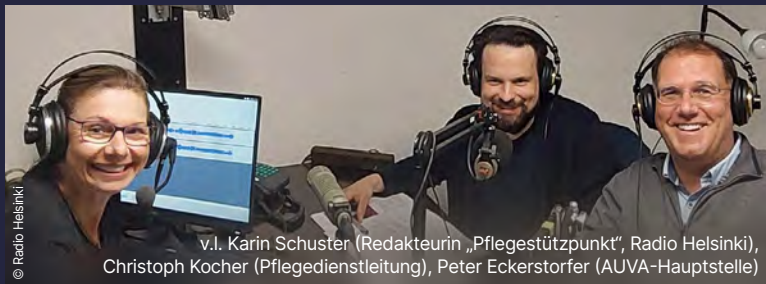 © Radio Helsinki
v.l. Karin Schuster (Redakteurin „Pflegestützpunkt“, Radio Helsinki),
Christoph Kocher (Pflegedienstleitung), Peter Eckerstorfer (AUVA-Hauptstelle)